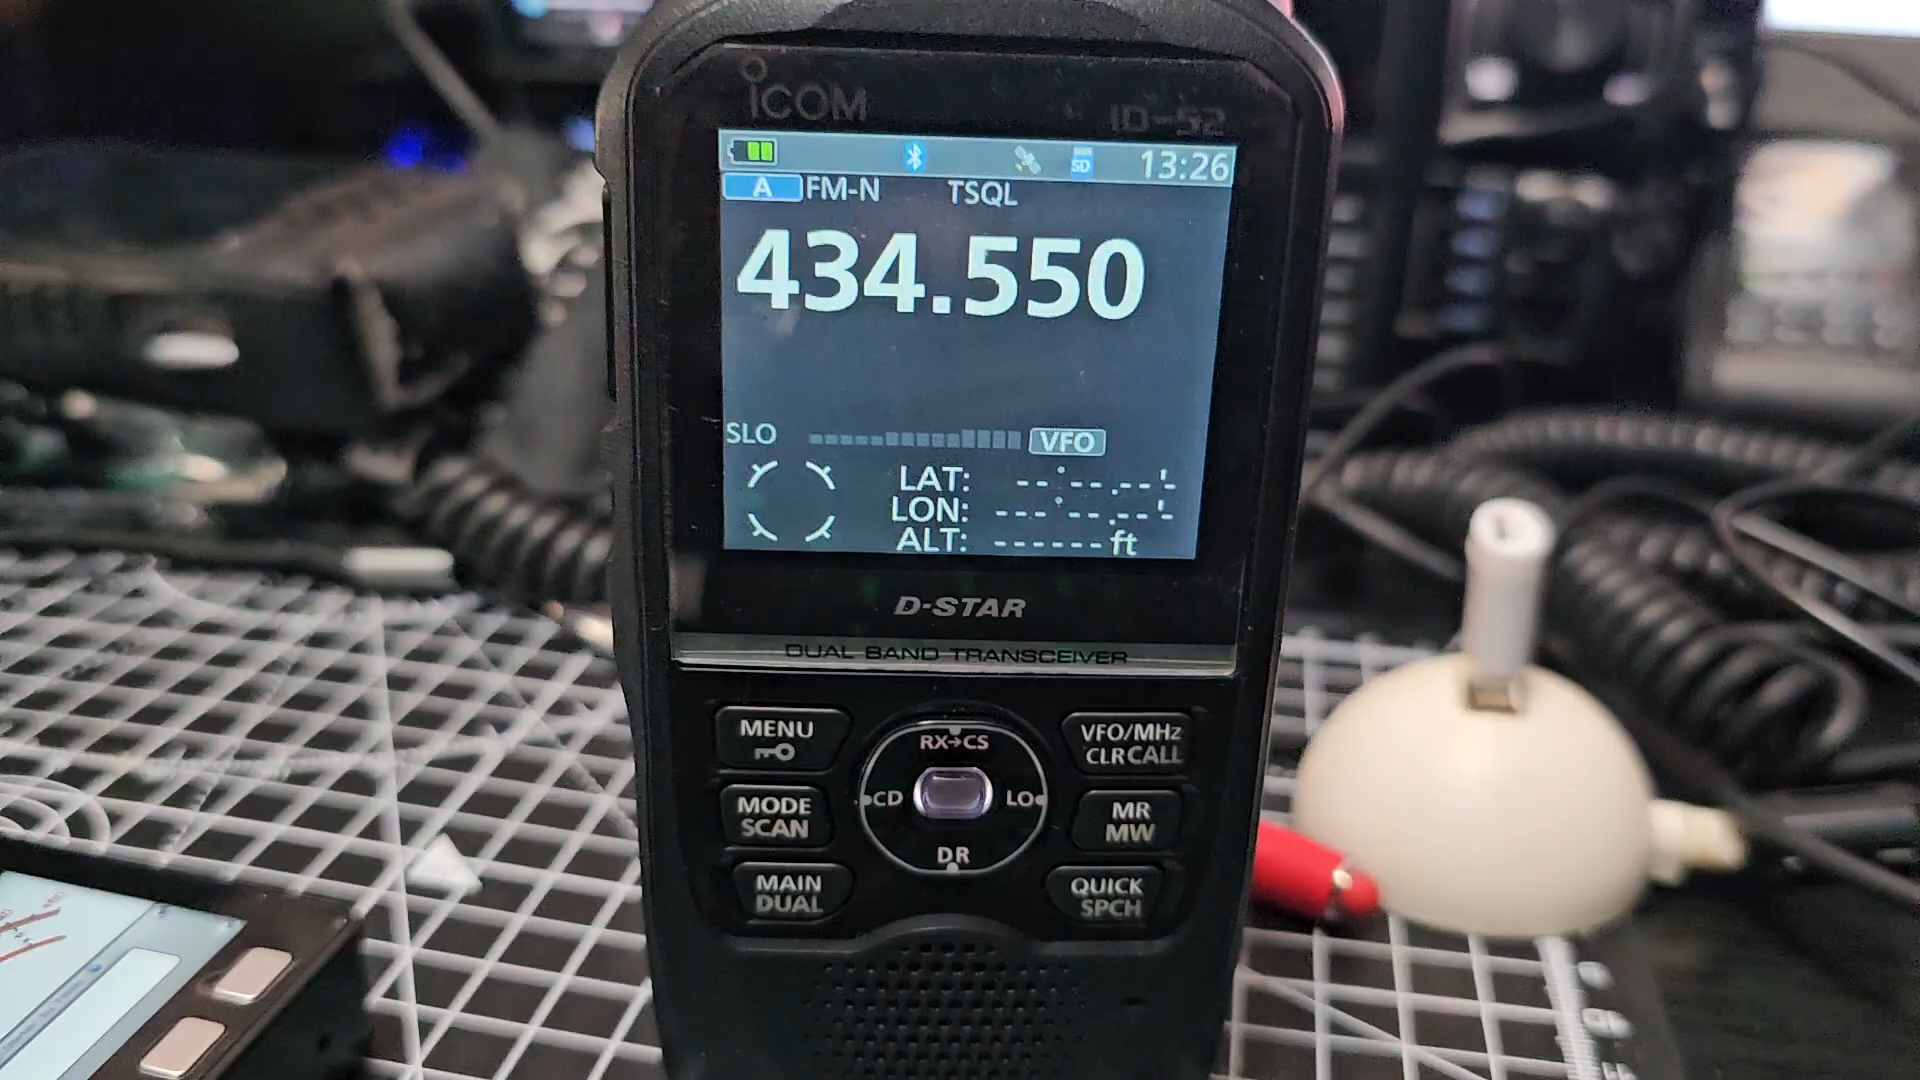 ICOM ID-52
SD 13:26
A FM-N TSQL
434.550
SLO VFO
LAT: --°--.--'-
LON: ---°--.--'-
ALT: ------ft
D-STAR
DUAL BAND TRANSCEIVER
MENU
RX→CS
VFO/MHz
CLR CALL
MODE
SCAN
CD
LO
MR
MW
DR
MAIN
DUAL
QUICK
SPCH